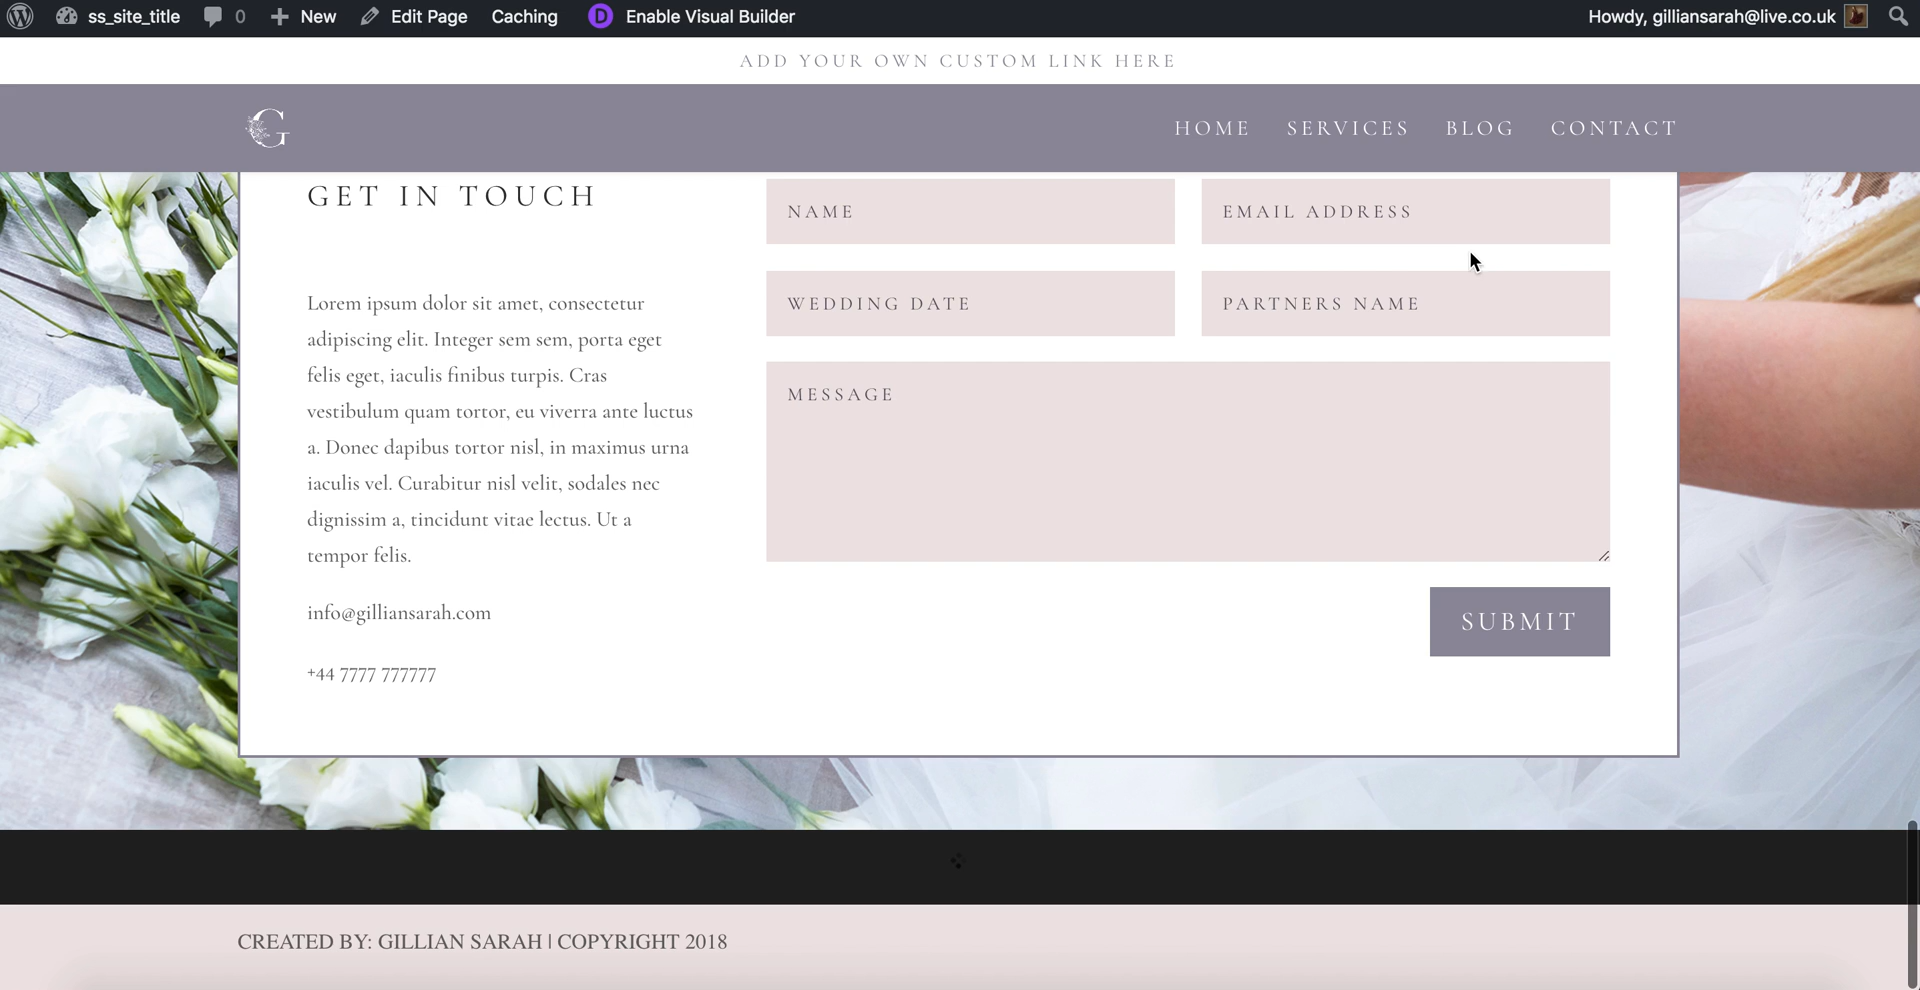 ss_site_title 0 New Edit Page Caching D Enable Visual Builder Howdy, gilliansarah@live.co.uk
ADD YOUR OWN CUSTOM LINK HERE
G HOME SERVICES BLOG CONTACT
GET IN TOUCH
Lorem ipsum dolor sit amet, consectetur
adipiscing elit. Integer sem sem, porta eget
felis eget, iaculis finibus turpis. Cras
vestibulum quam tortor, eu viverra ante luctus
a. Donec dapibus tortor nisl, in maximus urna
iaculis vel. Curabitur nisl velit, sodales nec
dignissim a, tincidunt vitae lectus. Ut a
tempor felis.
info@gilliansarah.com
+44 7777 777777
NAME
EMAIL ADDRESS
WEDDING DATE
PARTNERS NAME
MESSAGE
SUBMIT
CREATED BY: GILLIAN SARAH | COPYRIGHT 2018